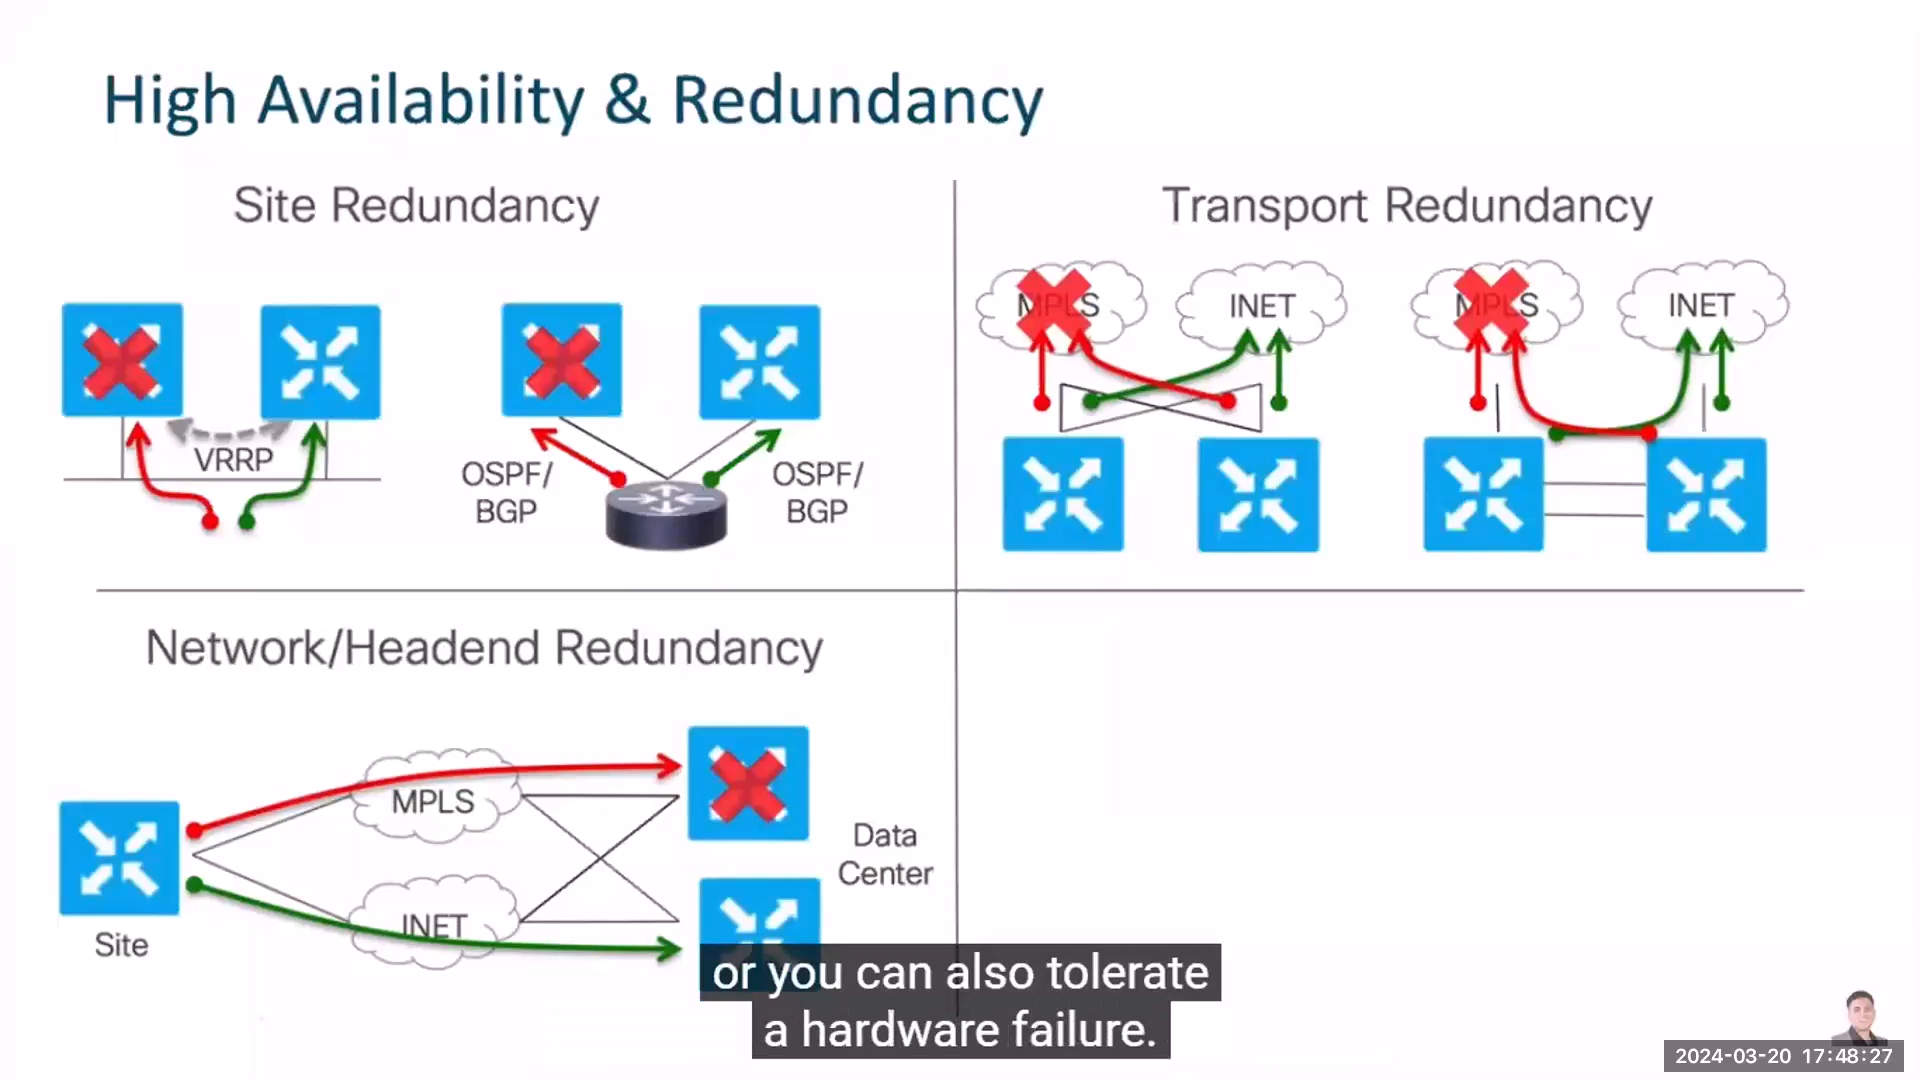 High Availability & Redundancy
Site Redundancy
VRRP
OSPF/
BGP
OSPF/
BGP
Transport Redundancy
MPLS
INET
MPLS
INET
Network/Headend Redundancy
MPLS
INET
Site
Data
Center
or you can also tolerate
a hardware failure.
2024-03-20 17:48:27